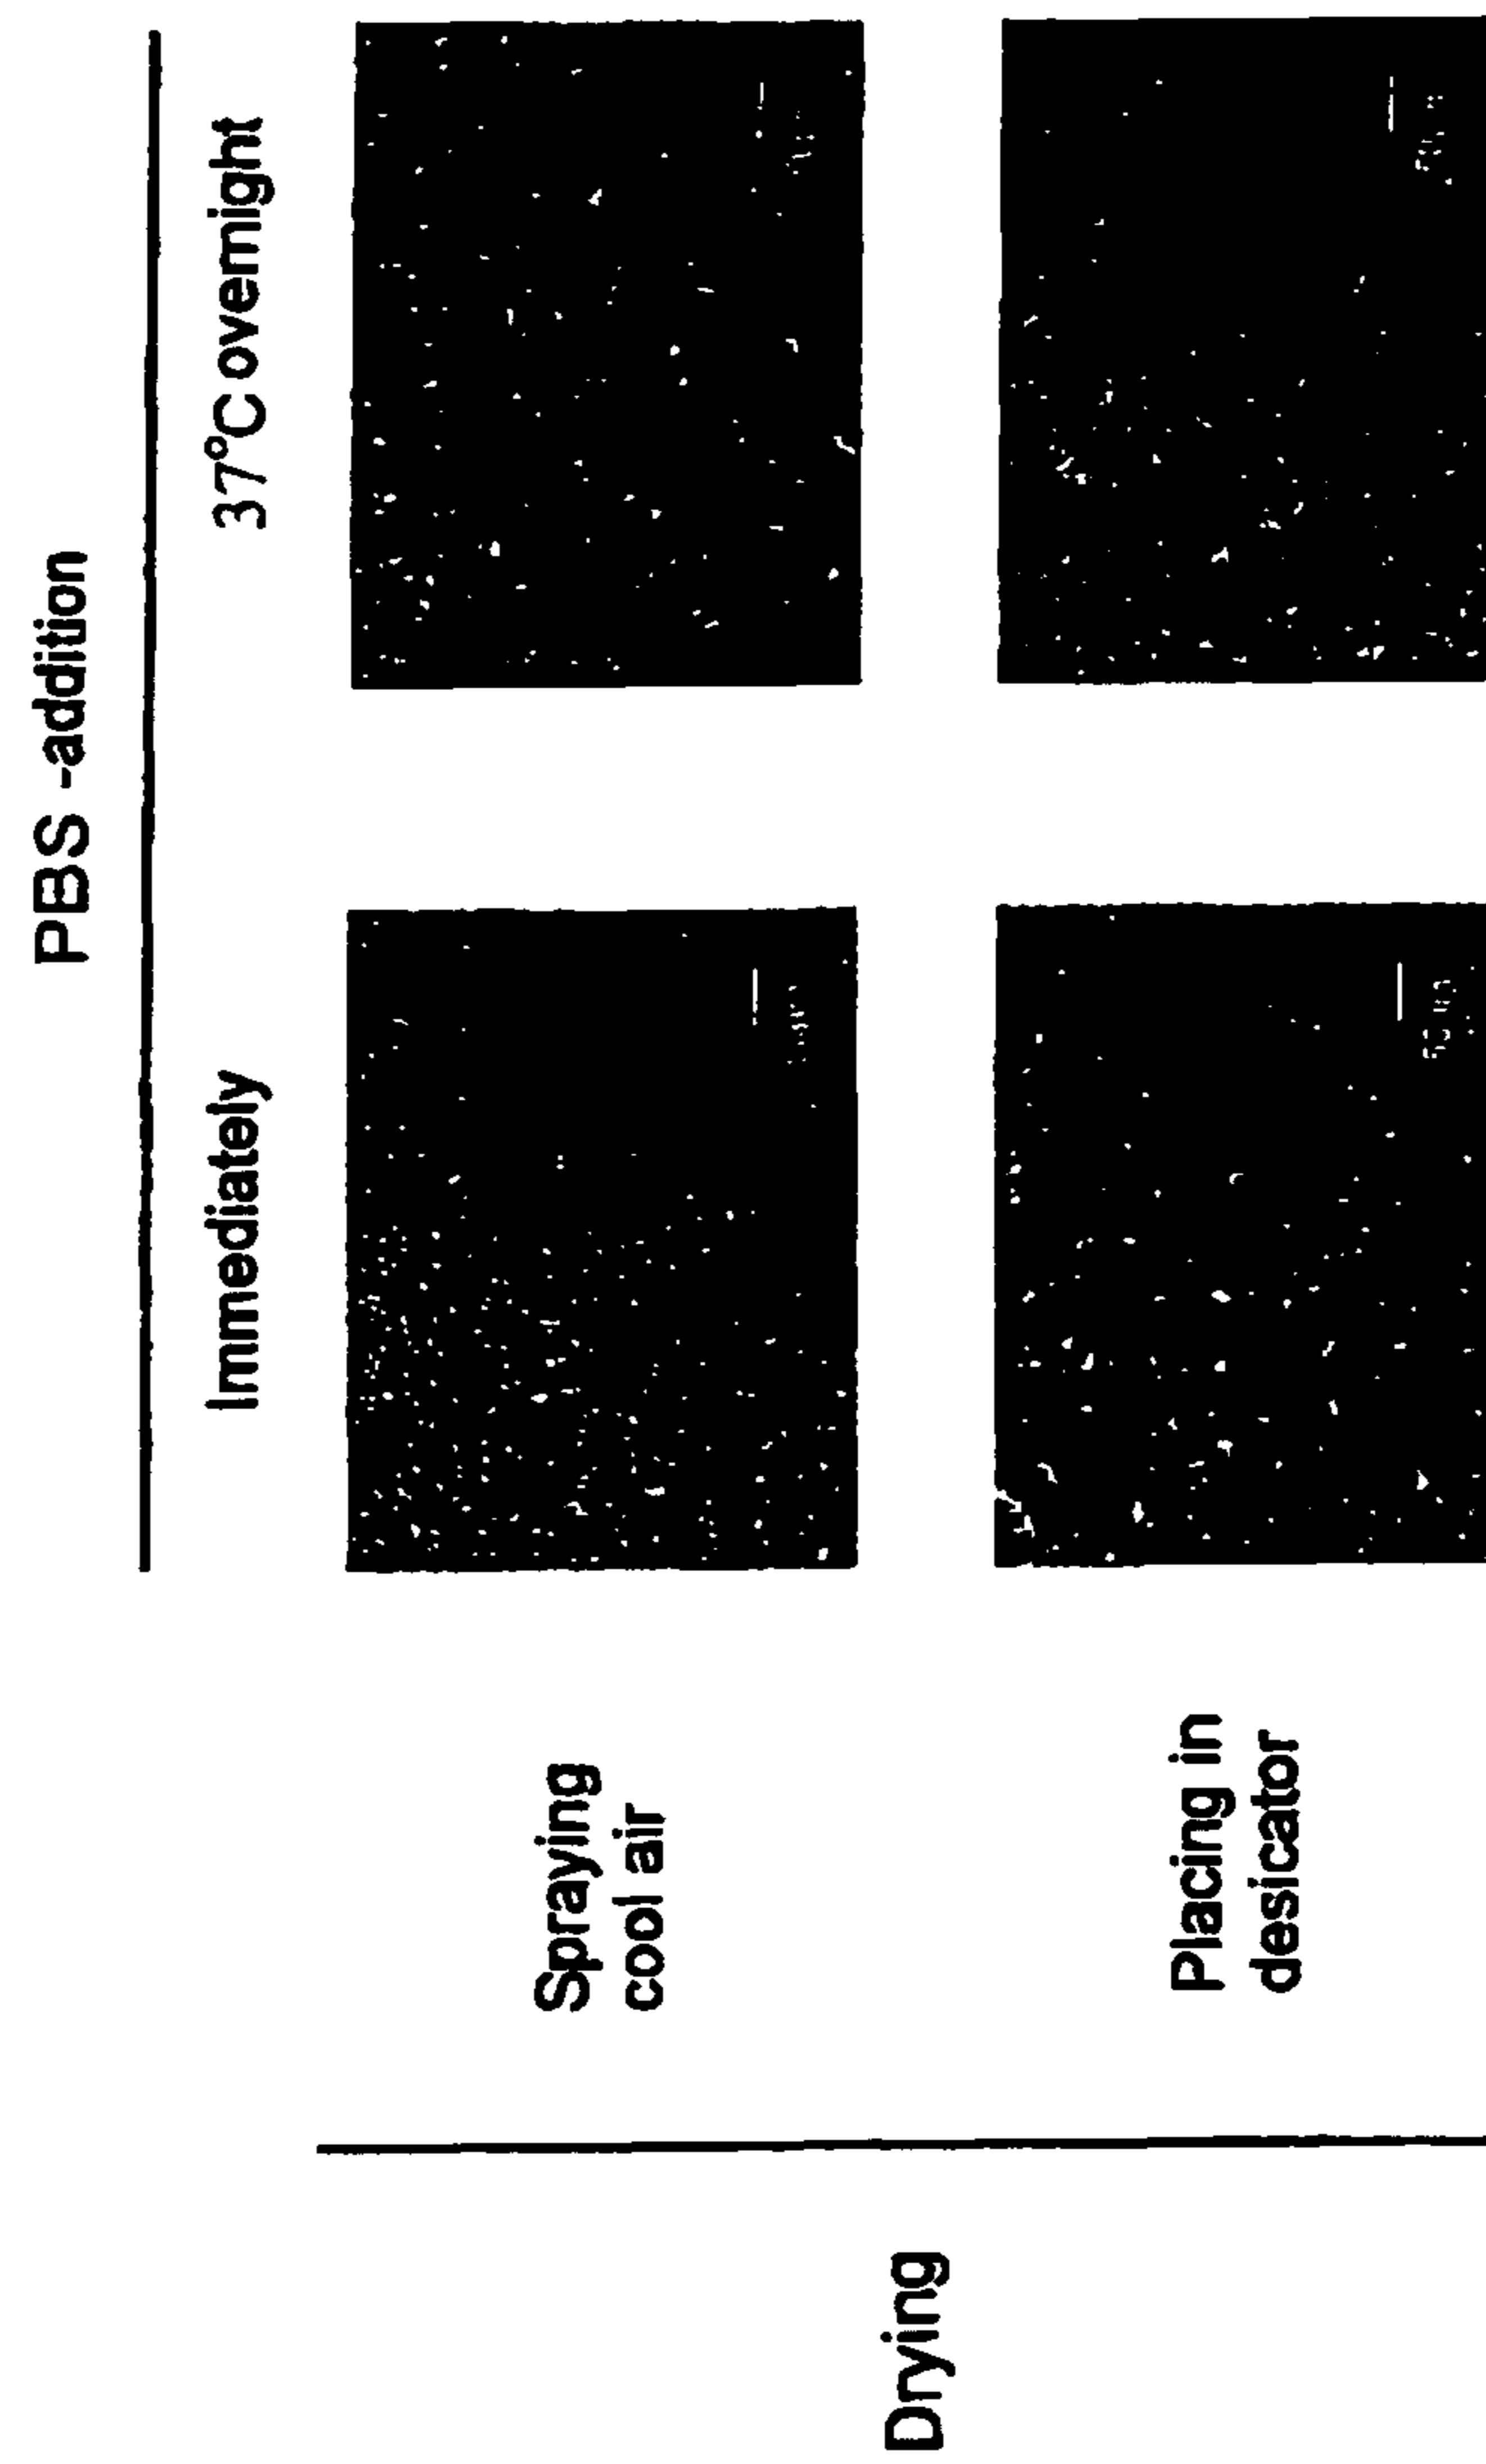 PBS -addition
Immediately
37°C overnight
Drying
Spraying
cool air
Placing in
desicator